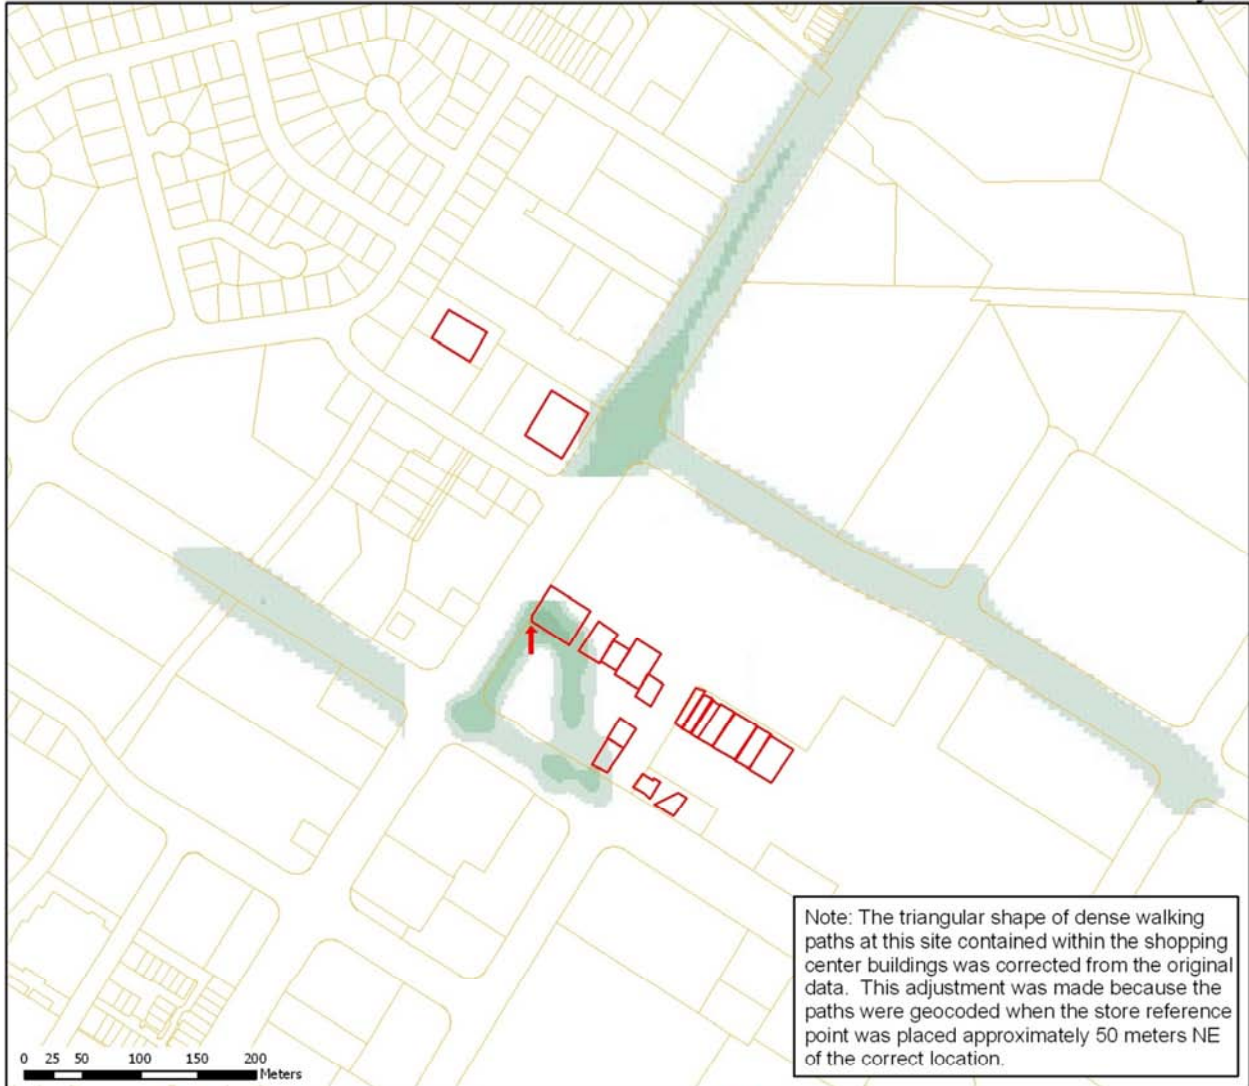 Note: The triangular shape of dense walking
paths at this site contained within the shopping
center buildings was corrected from the original
data. This adjustment was made because the
paths were geocoded when the store reference
point was placed approximately 50 meters NE
of the correct location.
0 25 50 100 150 200
Meters